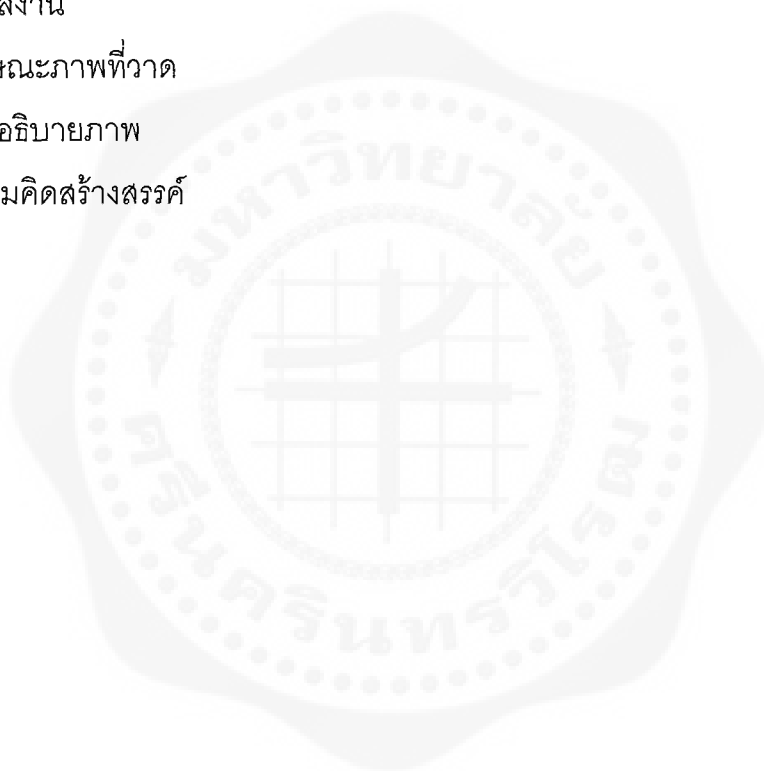 สงาน
ษณะภาพที่วาด
อธิบายภาพ
มคิดสร้างสรรค์
มหาวิทยาลัย
ศรีนครินทรวิโรฒ